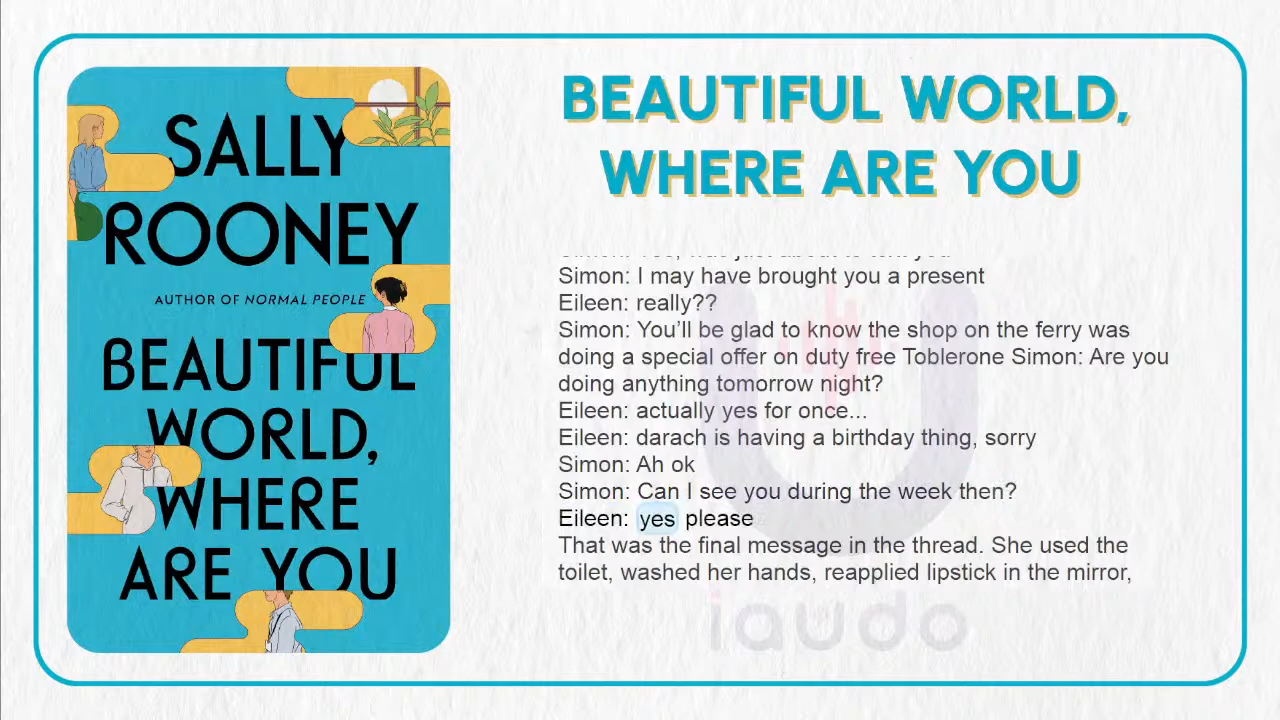 SALLY
ROONEY
AUTHOR OF NORMAL PEOPLE
BEAUTIFUL
WORLD,
WHERE
ARE YOU
BEAUTIFUL WORLD,
WHERE ARE YOU
Simon: I may have brought you a present
Eileen: really??
Simon: You’ll be glad to know the shop on the ferry was
doing a special offer on duty free Toblerone Simon: Are you
doing anything tomorrow night?
Eileen: actually yes for once...
Eileen: darach is having a birthday thing, sorry
Simon: Ah ok
Simon: Can I see you during the week then?
Eileen: yes please
That was the final message in the thread. She used the
toilet, washed her hands, reapplied lipstick in the mirror,
iaudo